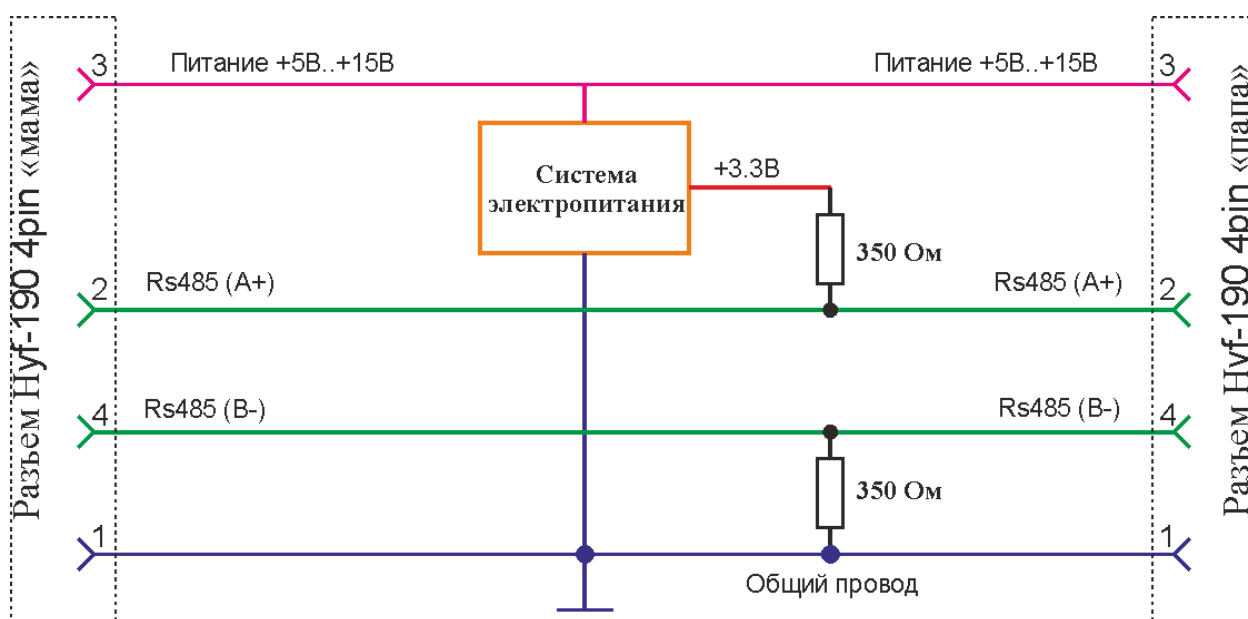 Разъем Hyf-190 4pin «мама»
3
Питание +5В..+15В
Питание +5В..+15В
3
Система
электропитания
+3.3В
350 Ом
2
Rs485 (A+)
Rs485 (A+)
2
4
Rs485 (B-)
Rs485 (B-)
4
350 Ом
1
1
Общий провод
Разъем Hyf-190 4pin «папа»